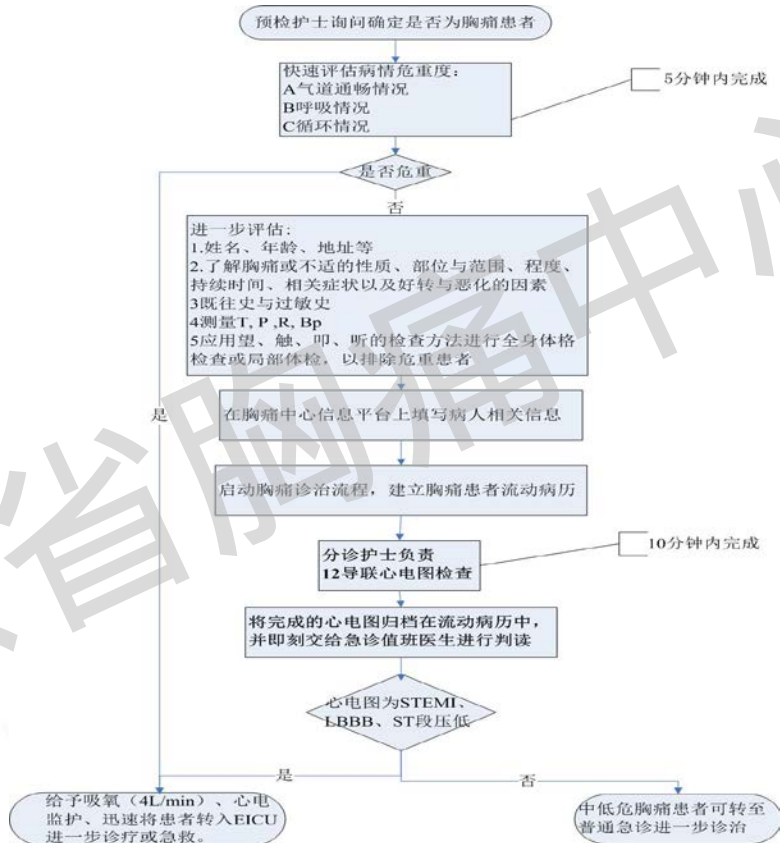 预检护士询问确定是否为胸痛患者
快速评估病情危重度：
A气道通畅情况
B呼吸情况
C循环情况
5分钟内完成
是否危重
否
进一步评估:
1.姓名、年龄、地址等
2.了解胸痛或不适的性质、部位与范围、程度、
持续时间、相关症状以及好转与恶化的因素
3既往史与过敏史
4测量T, P ,R, Bp
5应用望、触、叩、听的检查方法进行全身体格
检查或局部体检，以排除危重患者
是
在胸痛中心信息平台上填写病人相关信息
启动胸痛诊治流程，建立胸痛患者流动病历
分诊护士负责
12导联心电图检查
10分钟内完成
将完成的心电图归档在流动病历中，
并即刻交给急诊值班医生进行判读
心电图为STEMI、
LBBB、ST段压低
是
否
给予吸氧（4L/min）、心电
监护、迅速将患者转入EICU
进一步诊疗或急救。
中低危胸痛患者可转至
普通急诊进一步诊治
省胸痛中